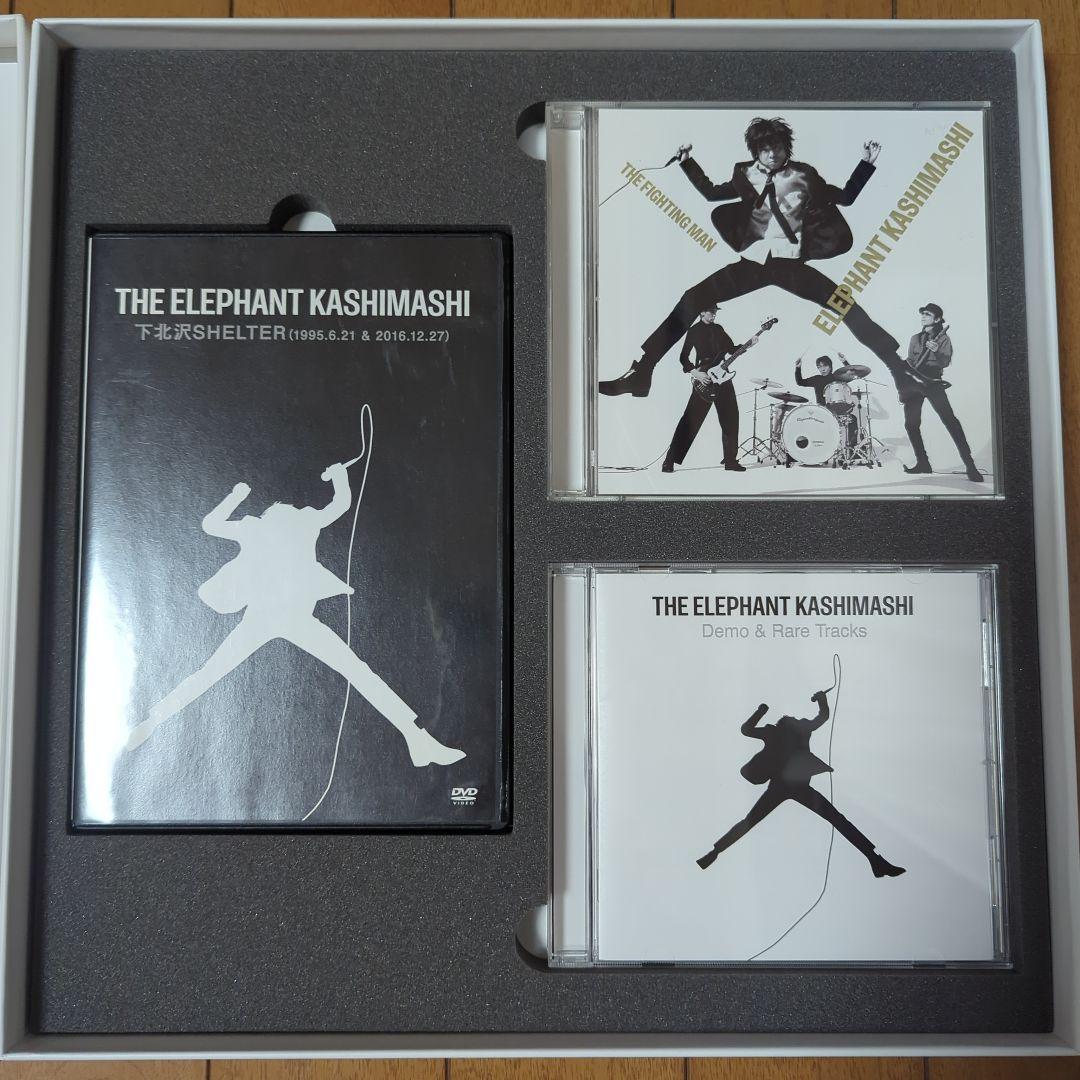 THE ELEPHANT KASHIMASHI
下北沢SHELTER(1995.6.21 & 2016.12.27)
DVD
VIDEO
THE FIGHTING MAN
ELEPHANT KASHIMASHI
THE ELEPHANT KASHIMASHI
Demo & Rare Tracks